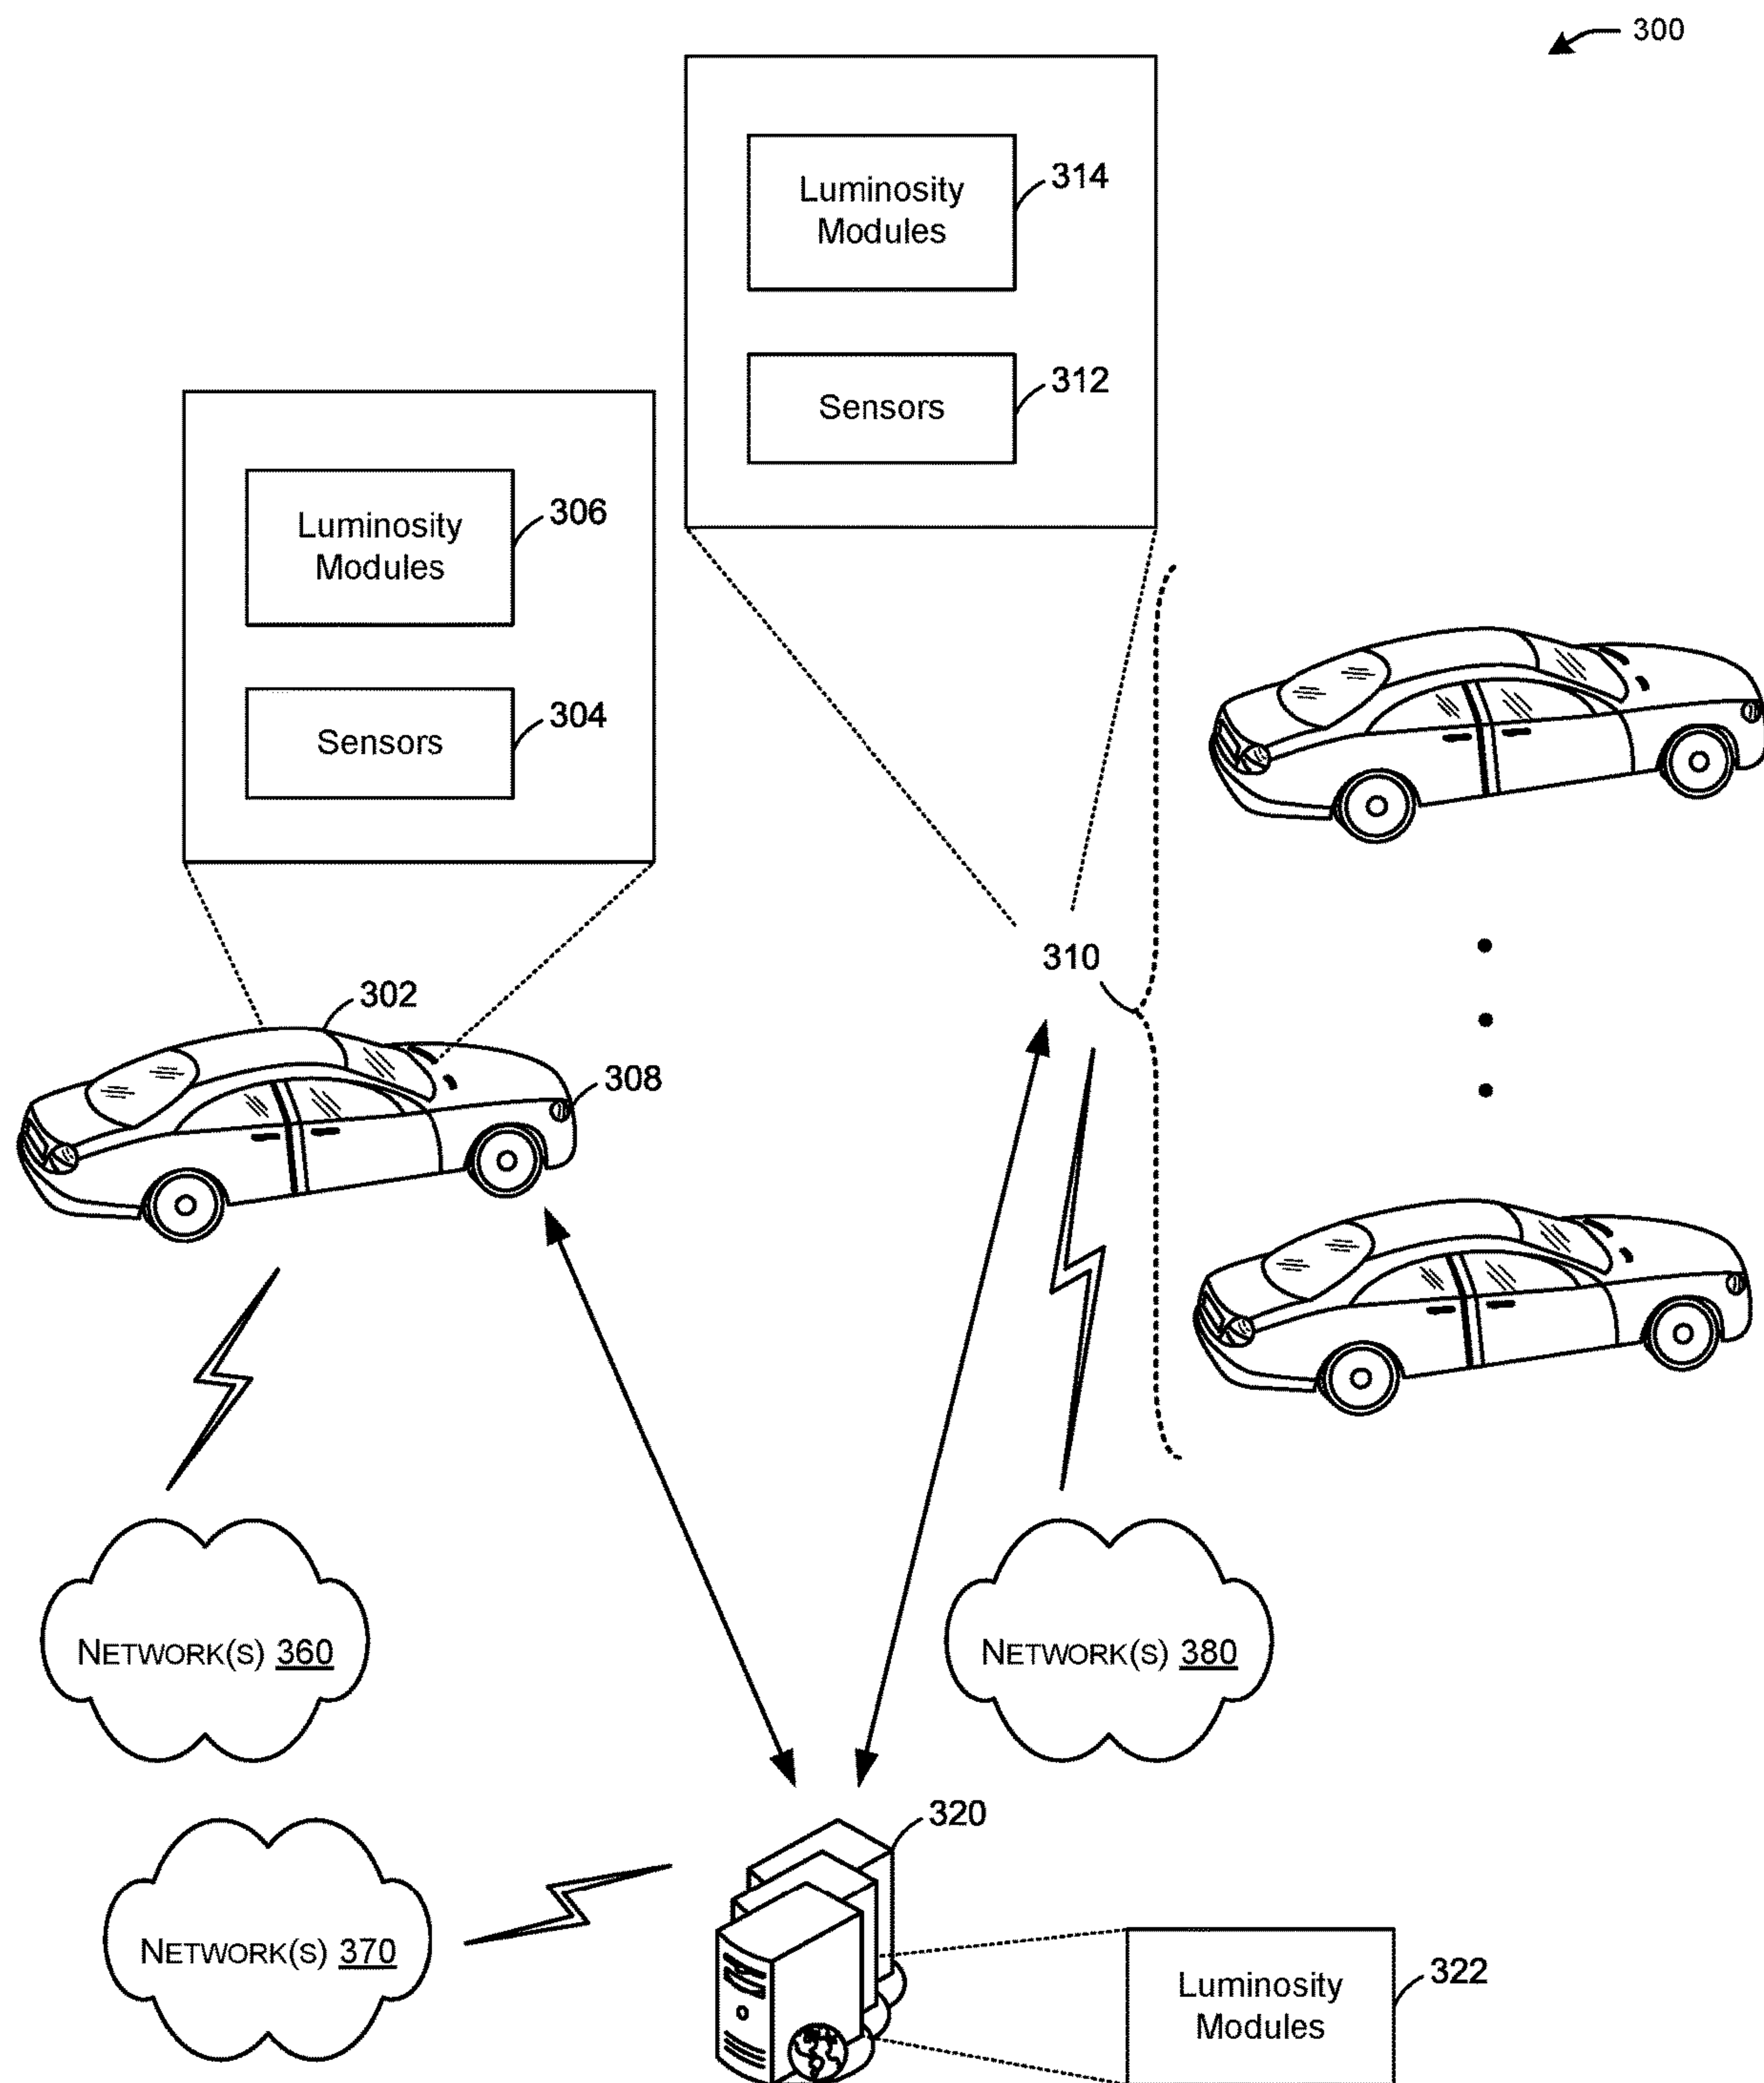 300
Luminosity
Modules
314
Sensors
312
Luminosity
Modules
306
Sensors
304
310
302
308
NETWORK(S) 360
NETWORK(S) 380
320
NETWORK(S) 370
Luminosity
Modules
322